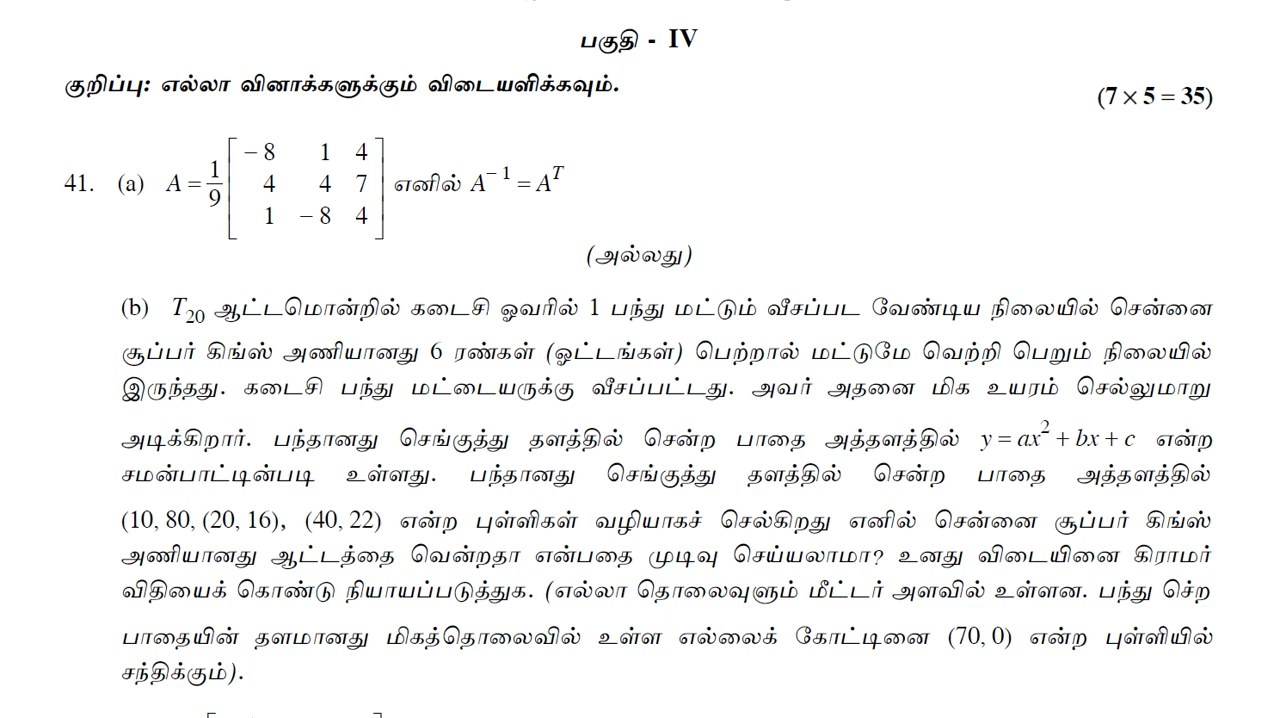 பகுதி - IV
குறிப்பு: எல்லா வினாக்களுக்கும் விடையளிக்கவும்.
(7 × 5 = 35)
41. (a) A = 1/9 [ −8 1 4 ; 4 4 7 ; 1 −8 4 ] எனில் A⁻¹ = Aᵀ
(அல்லது)
(b) T₂₀ ஆட்டமொன்றில் கடைசி ஓவரில் 1 பந்து மட்டும் வீசப்பட வேண்டிய நிலையில் சென்னை
சூப்பர் கிங்ஸ் அணியானது 6 ரண்கள் (ஓட்டங்கள்) பெற்றால் மட்டுமே வெற்றி பெறும் நிலையில்
இருந்தது. கடைசி பந்து மட்டையருக்கு வீசப்பட்டது. அவர் அதனை மிக உயரம் செல்லுமாறு
அடிக்கிறார். பந்தானது செங்குத்து தளத்தில் சென்ற பாதை அத்தளத்தில் y = ax² + bx + c என்ற
சமன்பாட்டின்படி உள்ளது. பந்தானது செங்குத்து தளத்தில் சென்ற பாதை அத்தளத்தில்
(10, 80, (20, 16), (40, 22) என்ற புள்ளிகள் வழியாகச் செல்கிறது எனில் சென்னை சூப்பர் கிங்ஸ்
அணியானது ஆட்டத்தை வென்றதா என்பதை முடிவு செய்யலாமா? உனது விடையினை கிராமர்
விதியைக் கொண்டு நியாயப்படுத்துக. (எல்லா தொலைவுளும் மீட்டர் அளவில் உள்ளன. பந்து செ்ற
பாதையின் தளமானது மிகத்தொலைவில் உள்ள எல்லைக் கோட்டினை (70, 0) என்ற புள்ளியில்
சந்திக்கும்).